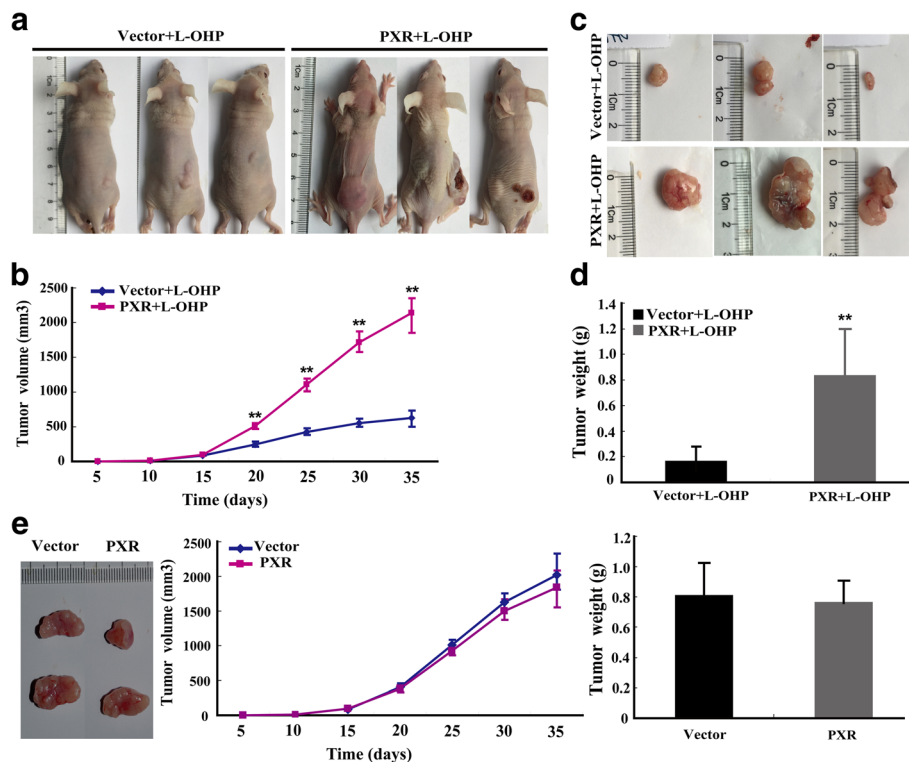 a
Vector+L-OHP
PXR+L-OHP
c
Vector+L-OHP
PXR+L-OHP
0
1Cm
2
b
Tumor volume (mm3)
2500
2000
1500
1000
500
0
Vector+L-OHP
PXR+L-OHP
**
**
**
**
5 10 15 20 25 30 35
Time (days)
d
Tumor weight (g)
1.4
1.2
1.0
0.8
0.6
0.4
0.2
0
Vector+L-OHP
PXR+L-OHP
**
Vector+L-OHP PXR+L-OHP
e
Vector PXR
Tumor volume (mm3)
2500
2000
1500
1000
500
0
Vector
PXR
5 10 15 20 25 30 35
Time (days)
Tumor weight (g)
1.2
1.0
0.8
0.6
0.4
0.2
0
Vector PXR